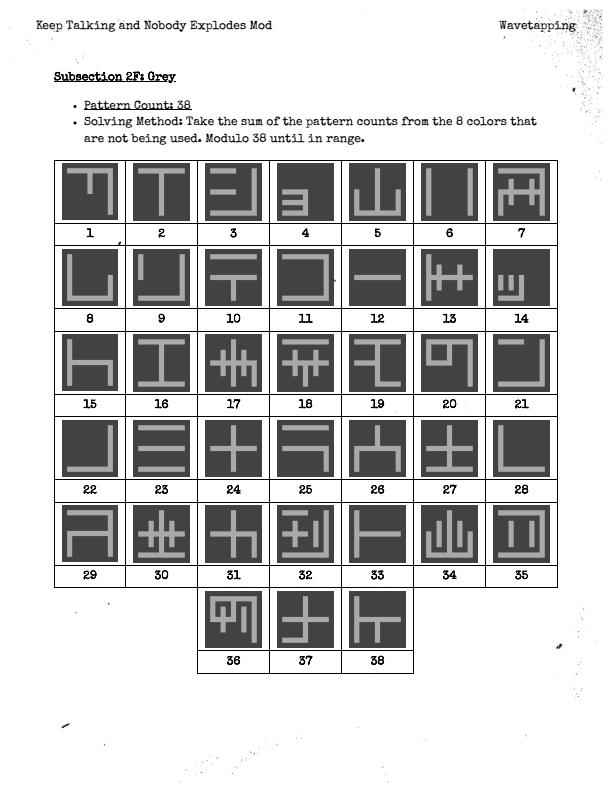 Keep Talking and Nobody Explodes Mod
Wavetapping
Subsection 2F: Grey
• Pattern Count: 38
• Solving Method: Take the sum of the pattern counts from the 8 colors that
are not being used. Modulo 38 until in range.
1 2 3 4 5 6 7
8 9 10 11 12 13 14
15 16 17 18 19 20 21
22 23 24 25 26 27 28
29 30 31 32 33 34 35
36 37 38